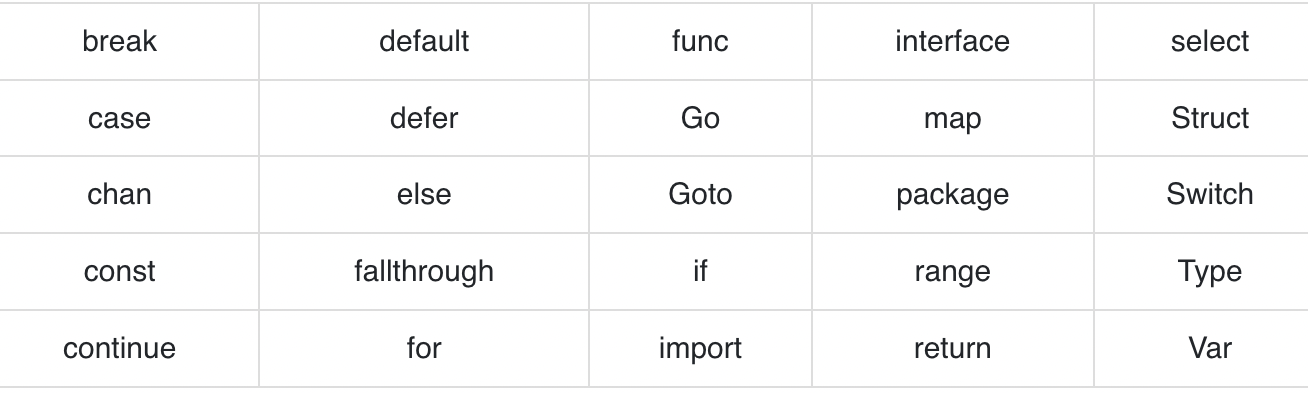 break default func interface select
case defer Go map Struct
chan else Goto package Switch
const fallthrough if range Type
continue for import return Var